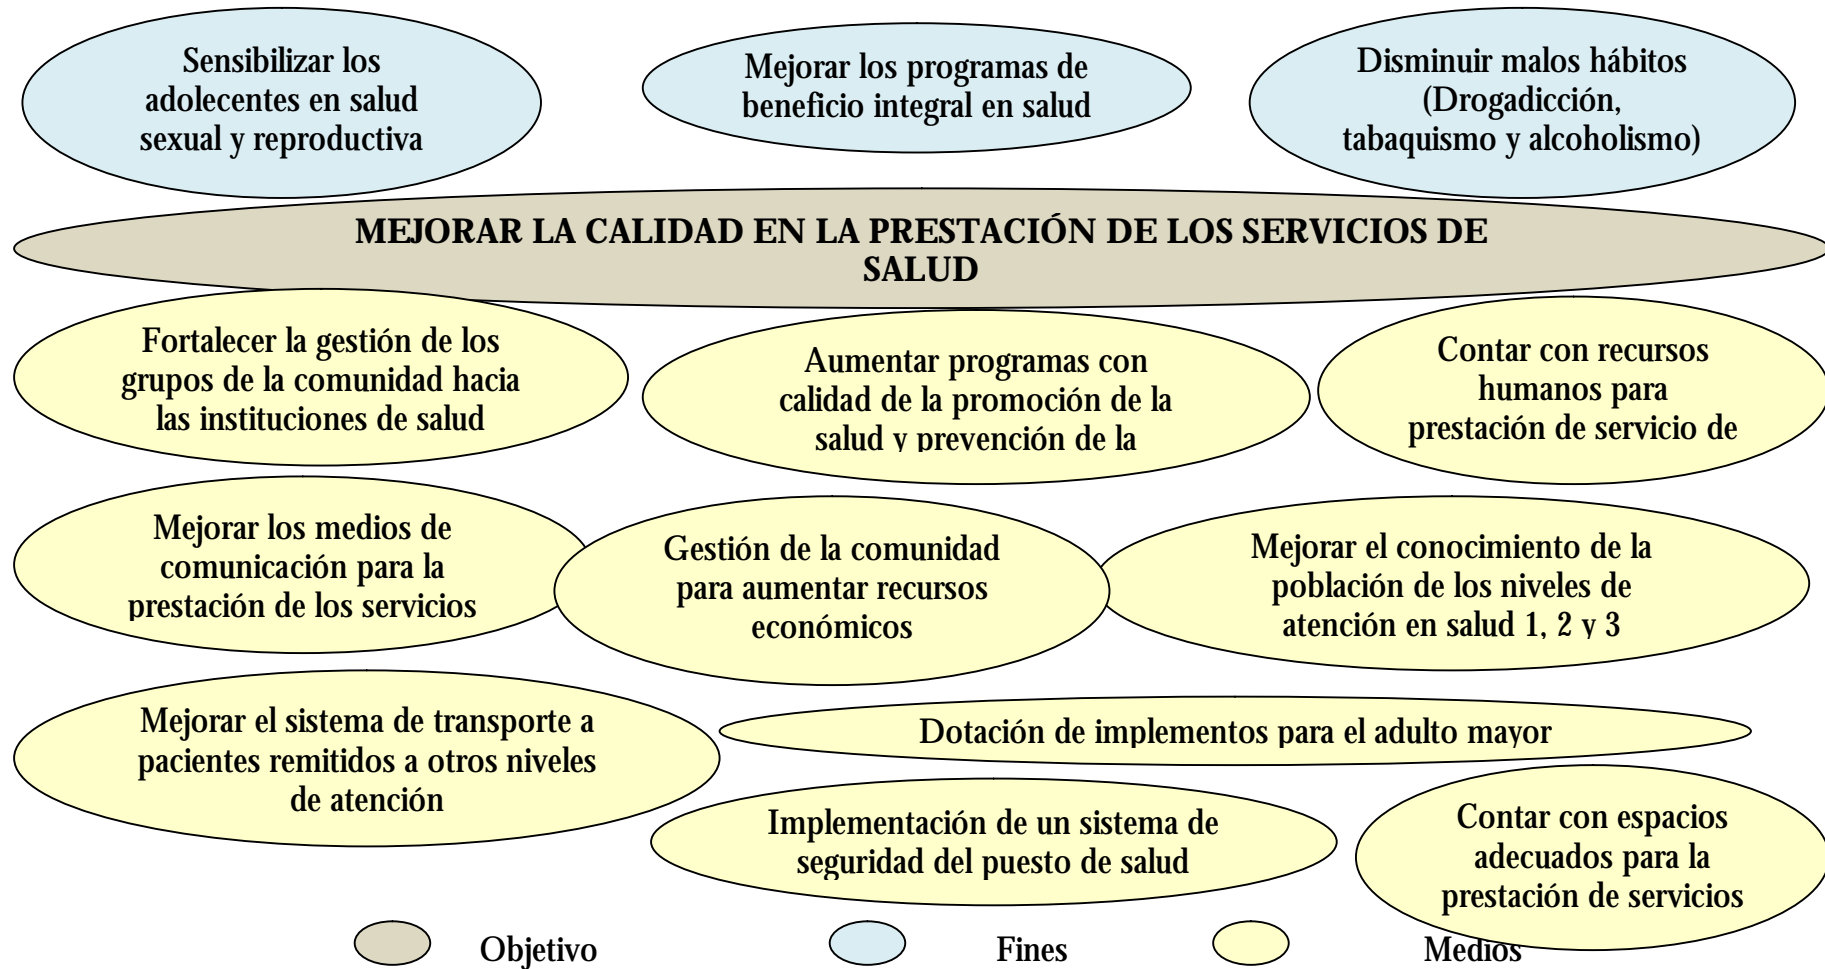 Sensibilizar los
adolecentes en salud
sexual y reproductiva
Mejorar los programas de
beneficio integral en salud
Disminuir malos hábitos
(Drogadicción,
tabaquismo y alcoholismo)
MEJORAR LA CALIDAD EN LA PRESTACIÓN DE LOS SERVICIOS DE
SALUD
Fortalecer la gestión de los
grupos de la comunidad hacia
las instituciones de salud
Aumentar programas con
calidad de la promoción de la
salud y prevención de la
Contar con recursos
humanos para
prestación de servicio de
Mejorar los medios de
comunicación para la
prestación de los servicios
Gestión de la comunidad
para aumentar recursos
económicos
Mejorar el conocimiento de la
población de los niveles de
atención en salud 1, 2 y 3
Mejorar el sistema de transporte a
pacientes remitidos a otros niveles
de atención
Dotación de implementos para el adulto mayor
Implementación de un sistema de
seguridad del puesto de salud
Contar con espacios
adecuados para la
prestación de servicios
Objetivo
Fines
Medios